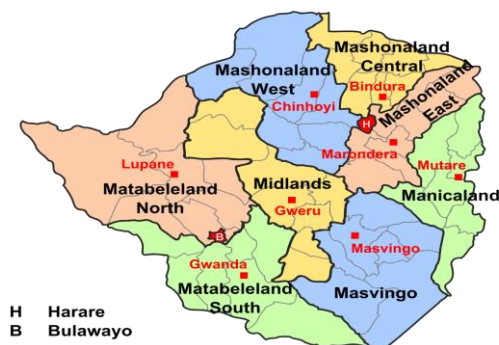 Mashonaland
Central
Bindura
Mashonaland
West
Chinhoyi
Mashonaland
East
H
Marondera
Mutare
Manicaland
Lupane
Matabeleland
North
Midlands
Gweru
B
Masvingo
Masvingo
Gwanda
Matabeleland
South
H Harare
B Bulawayo